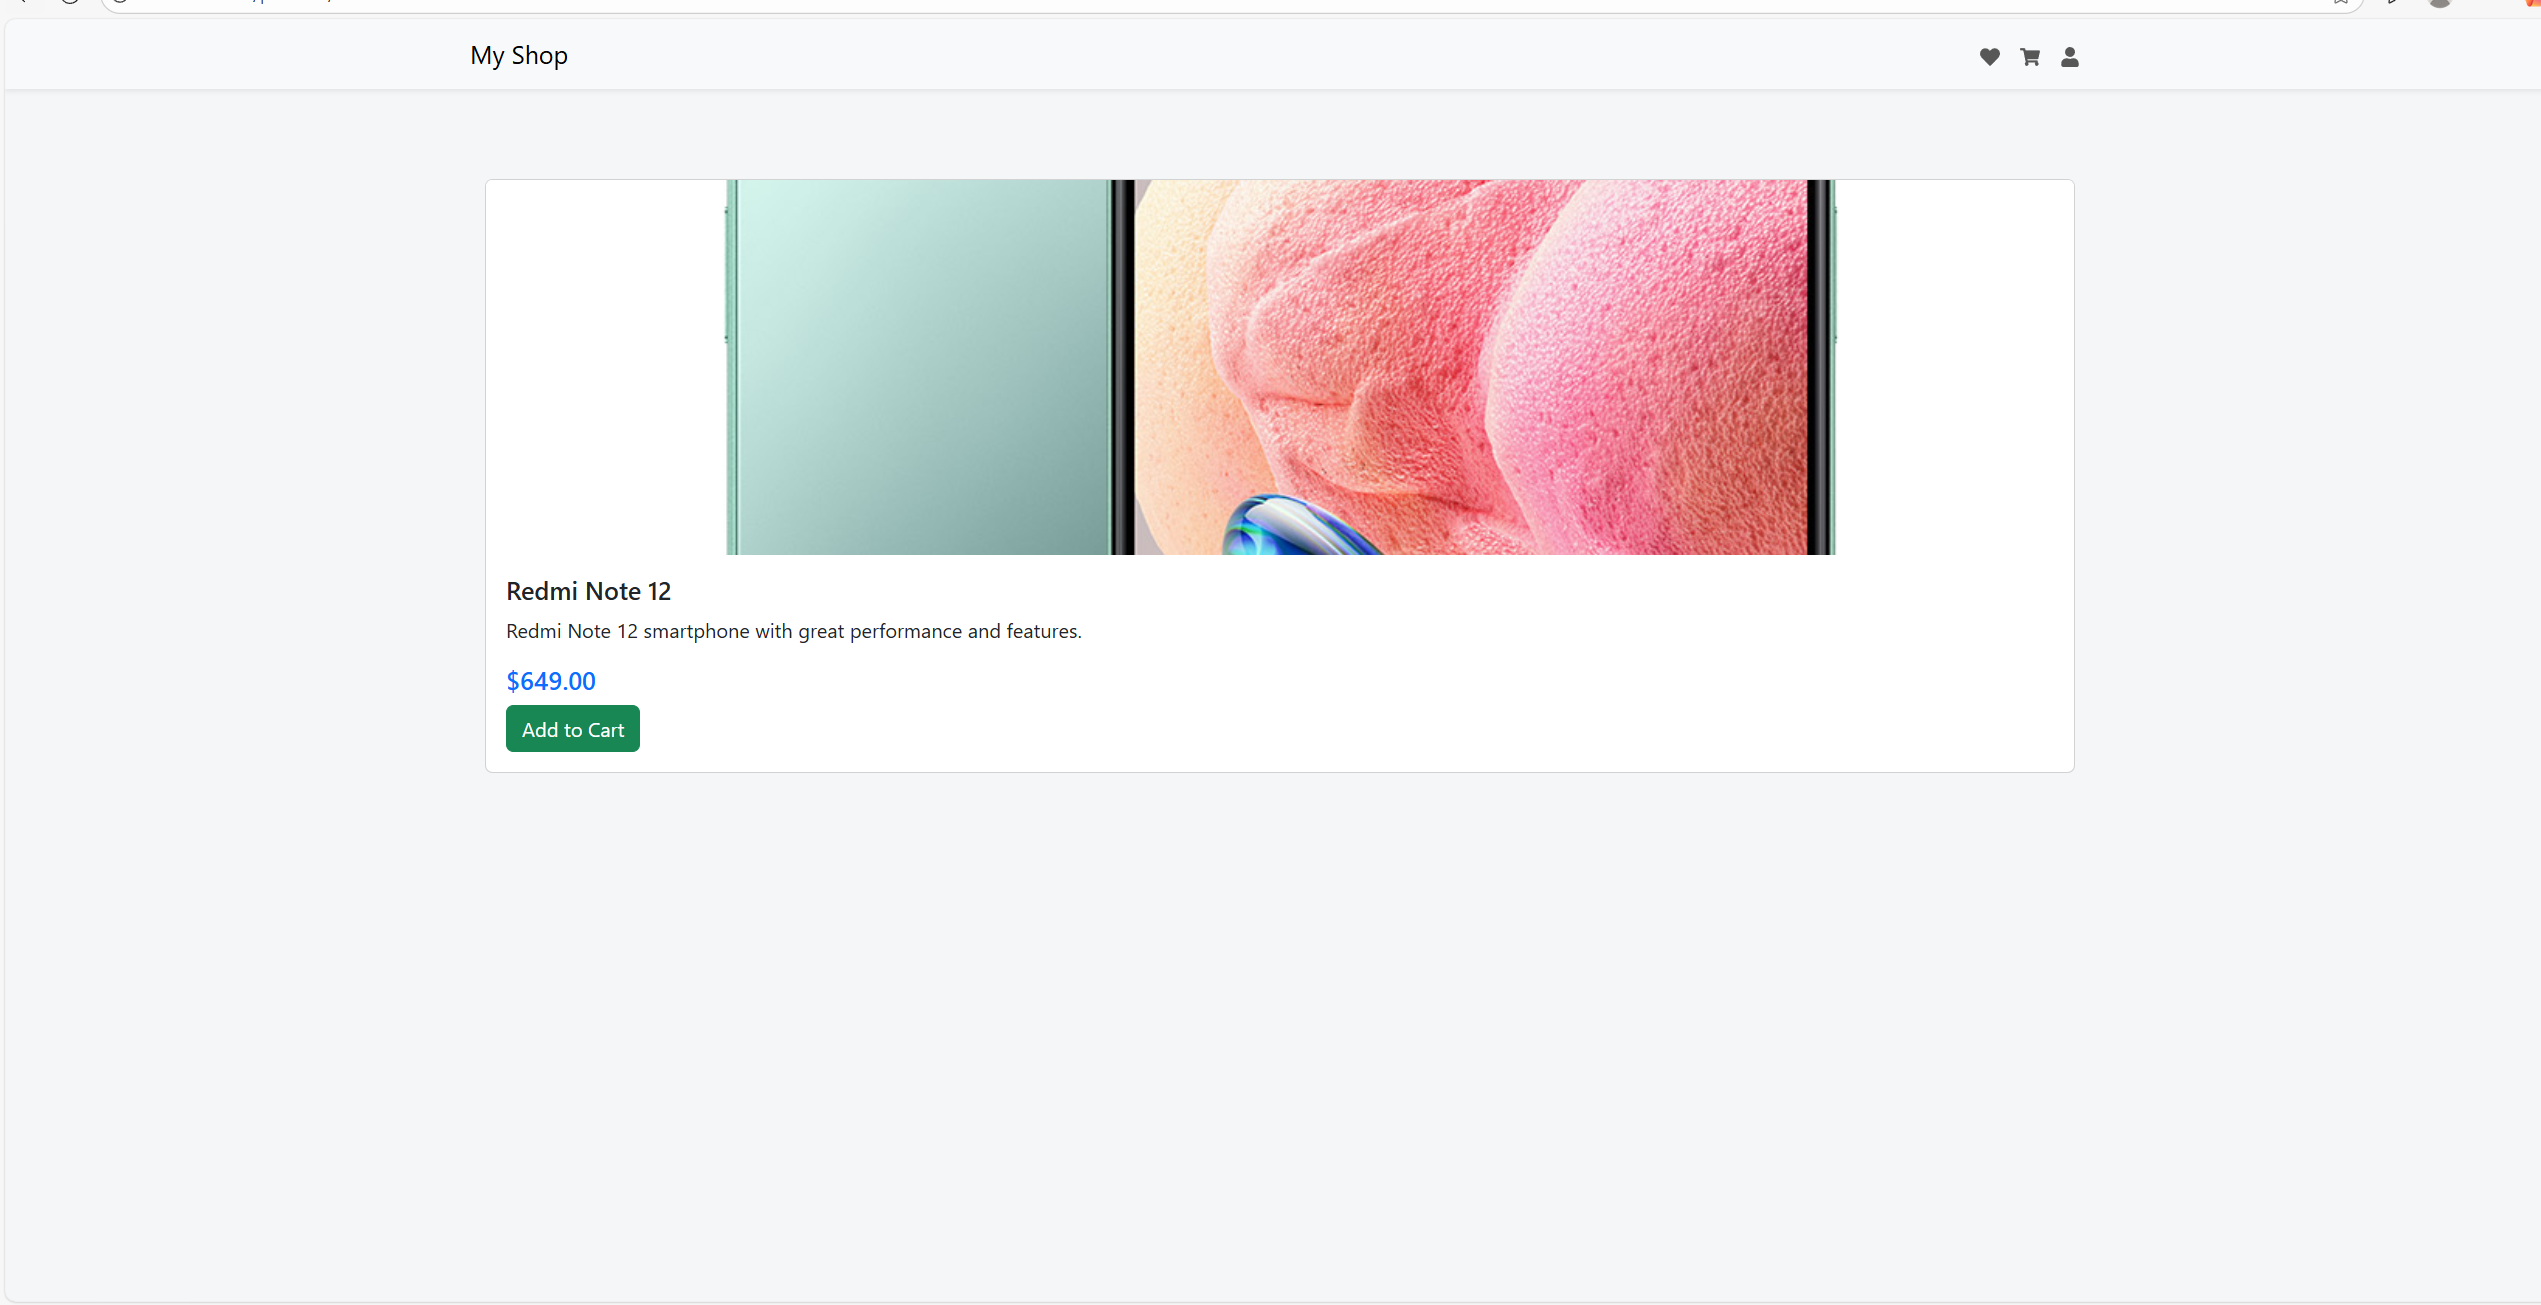 My Shop
Redmi Note 12
Redmi Note 12 smartphone with great performance and features.
$649.00
Add to Cart